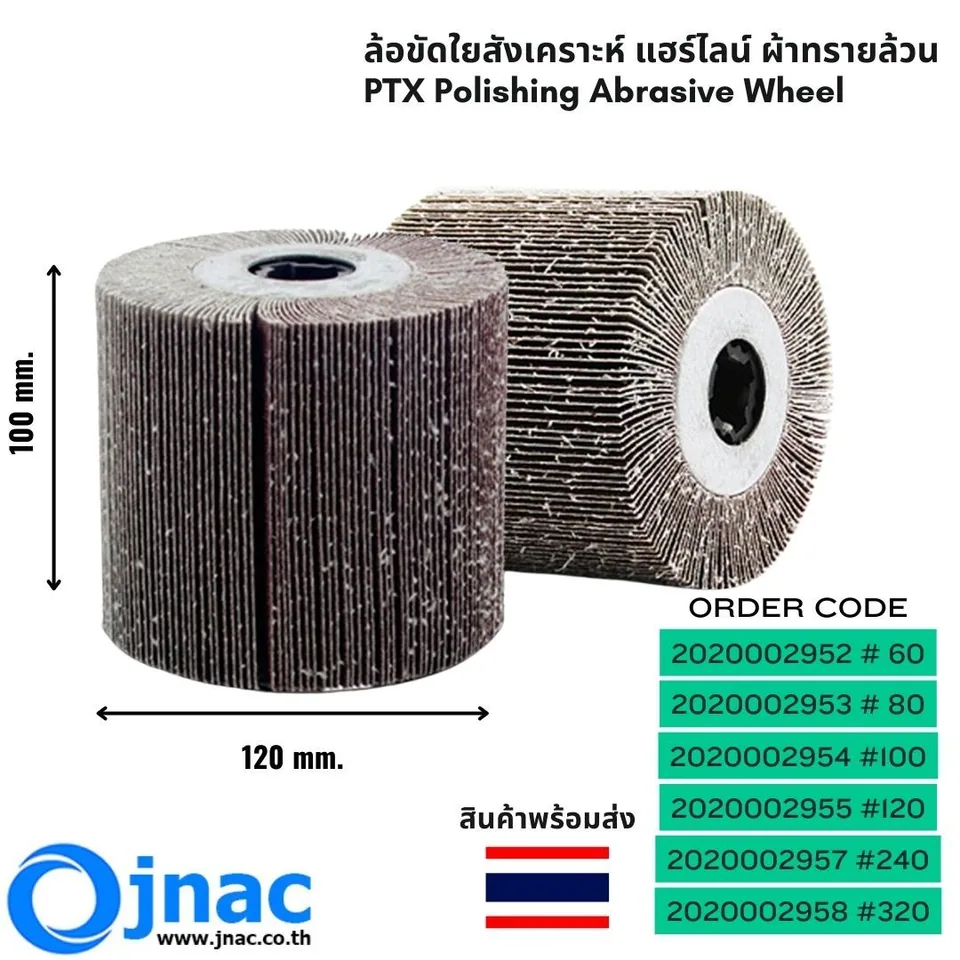 ล้อขัดใยสังเคราะห์ แฮร์ไลน์ ผ้าทรายล้วน
PTX Polishing Abrasive Wheel
100 mm.
120 mm.
ORDER CODE
2020002952 # 60
2020002953 # 80
2020002954 #100
2020002955 #120
2020002957 #240
2020002958 #320
สินค้าพร้อมส่ง
jnac
www.jnac.co.th